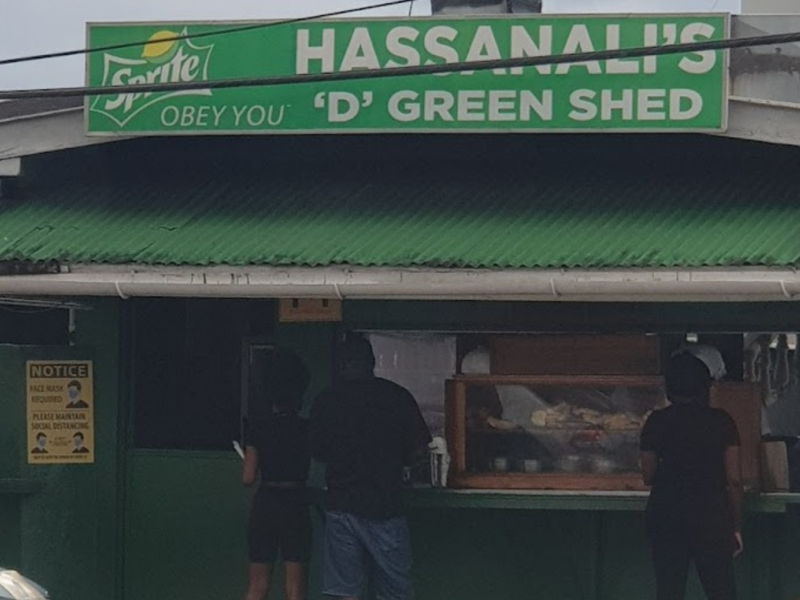 Sprite
OBEY YOU
HASSANALI'S
'D' GREEN SHED
NOTICE
FACE MASK
REQUIRED
PLEASE MAINTAIN
SOCIAL DISTANCING